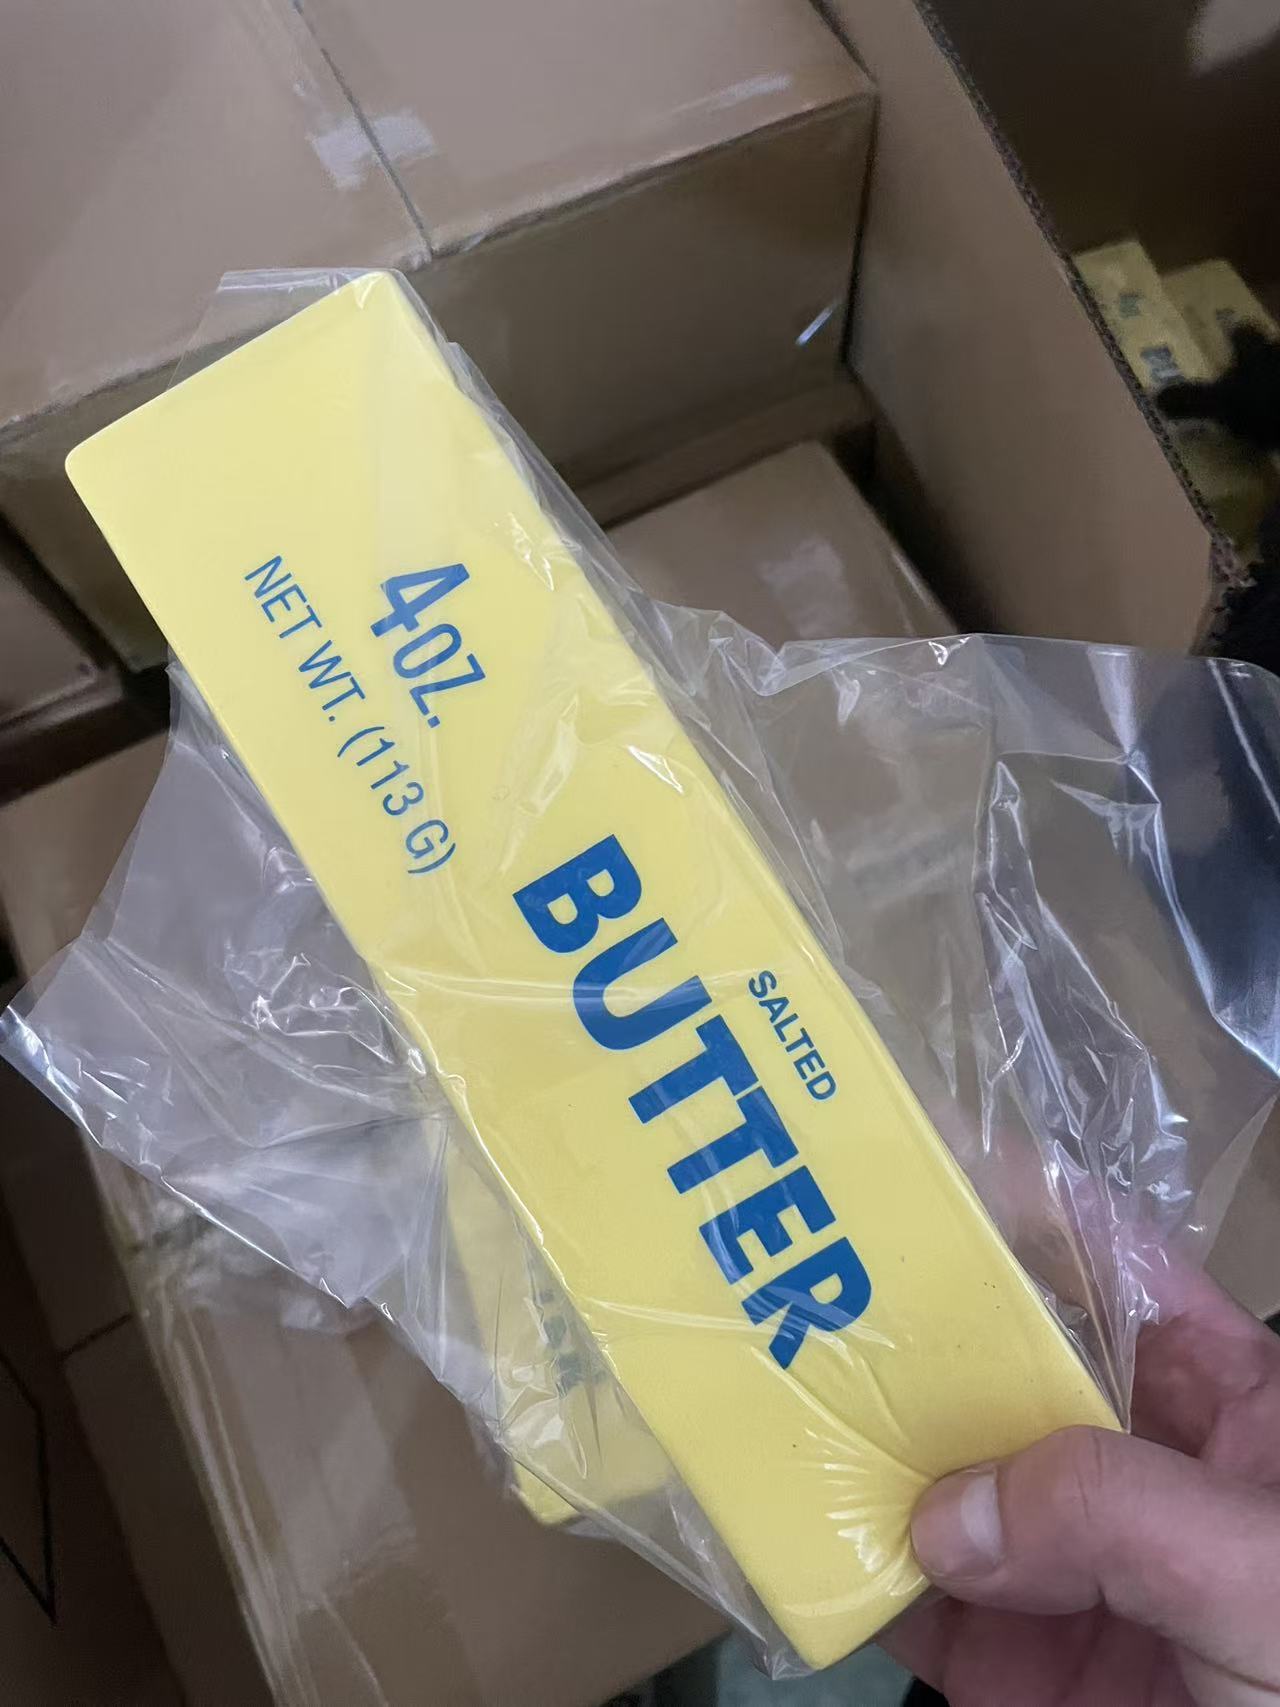 4OZ.
NET WT. (113 G)
SALTED
BUTTER